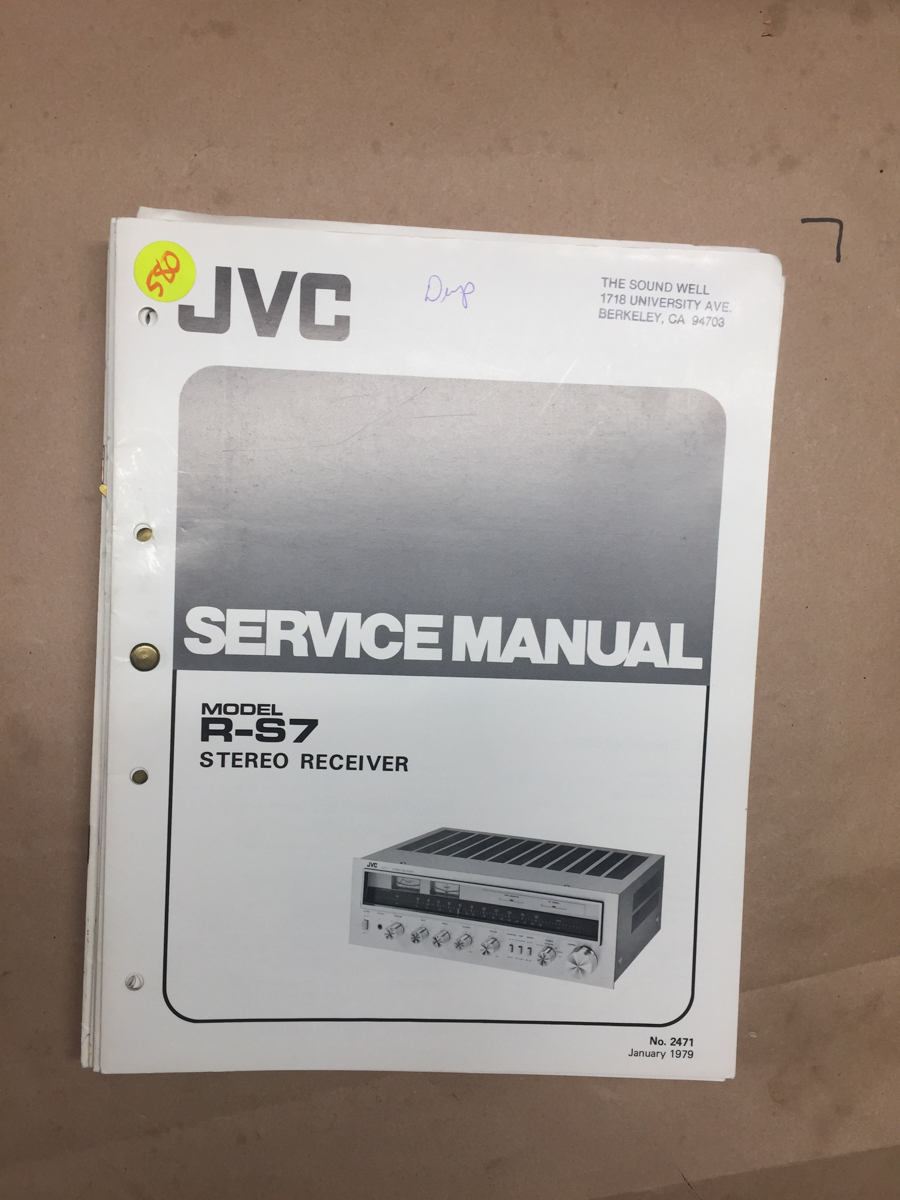 580
JVC
Dup
THE SOUND WELL
1718 UNIVERSITY AVE.
BERKELEY, CA 94703
SERVICE MANUAL
MODEL
R-S7
STEREO RECEIVER
JVC
No. 2471
January 1979